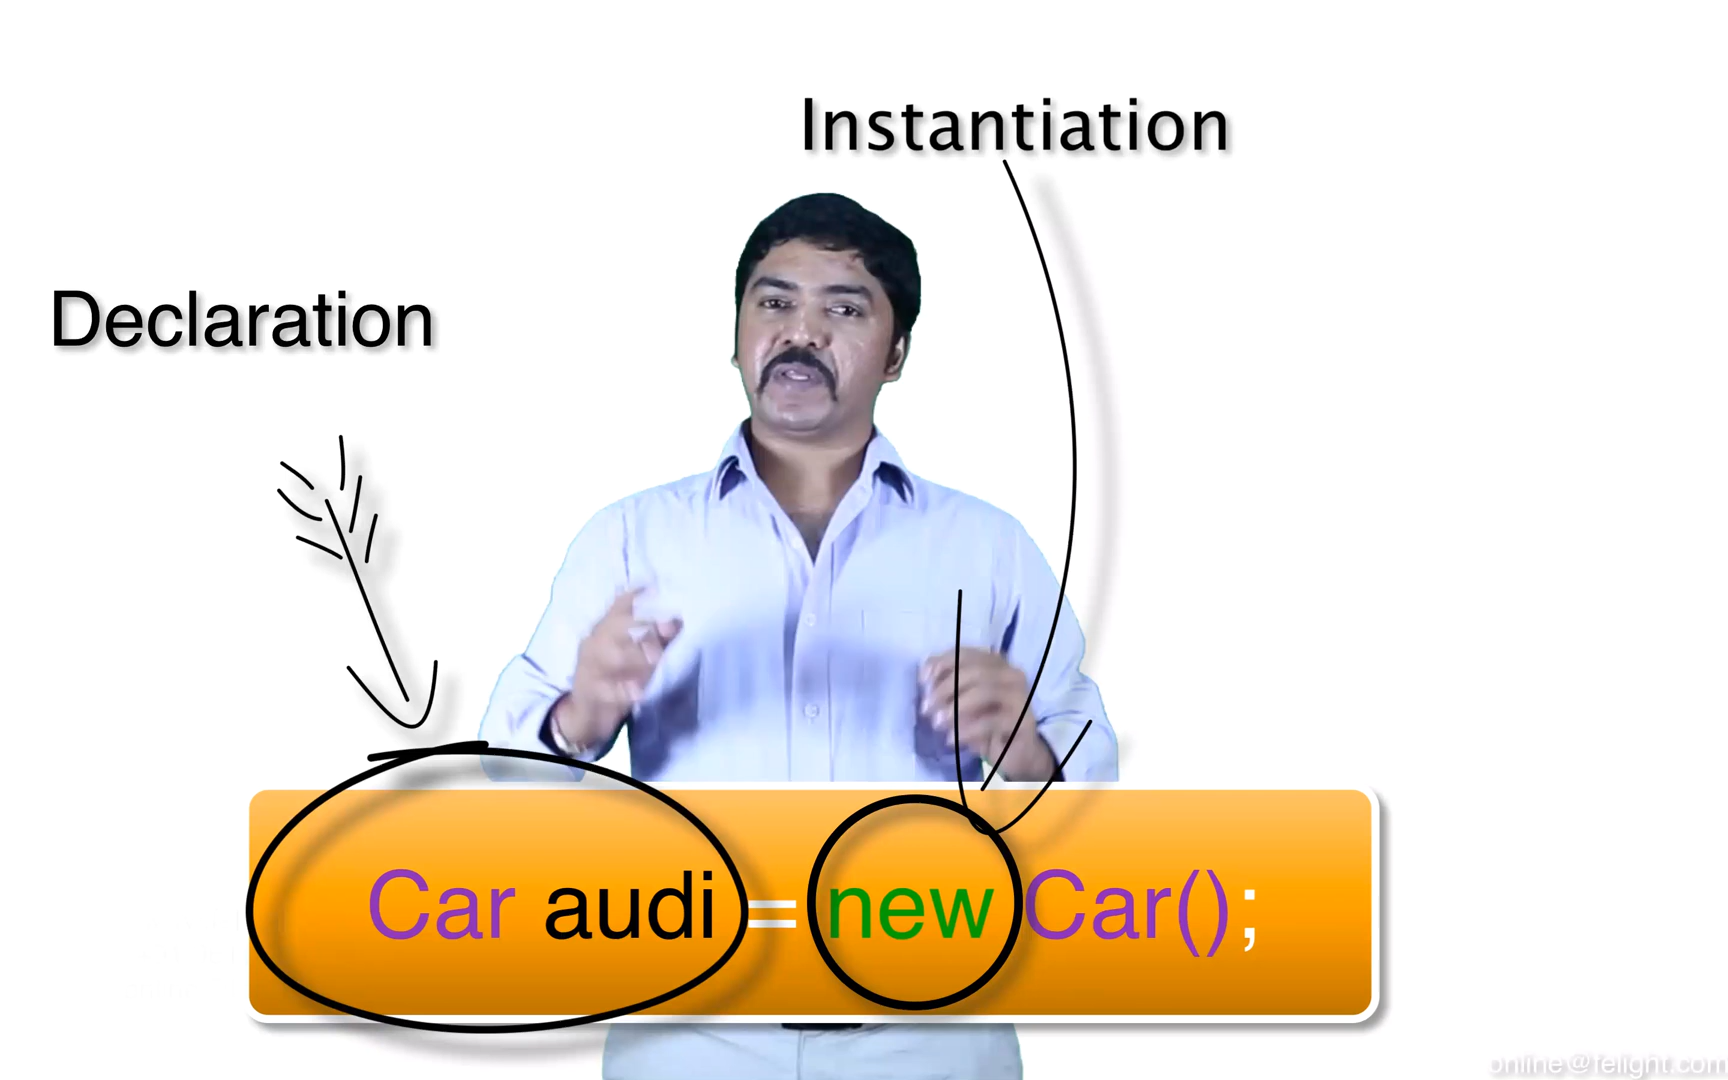 Instantiation
Declaration
Car audi = new Car();
online@felight.com